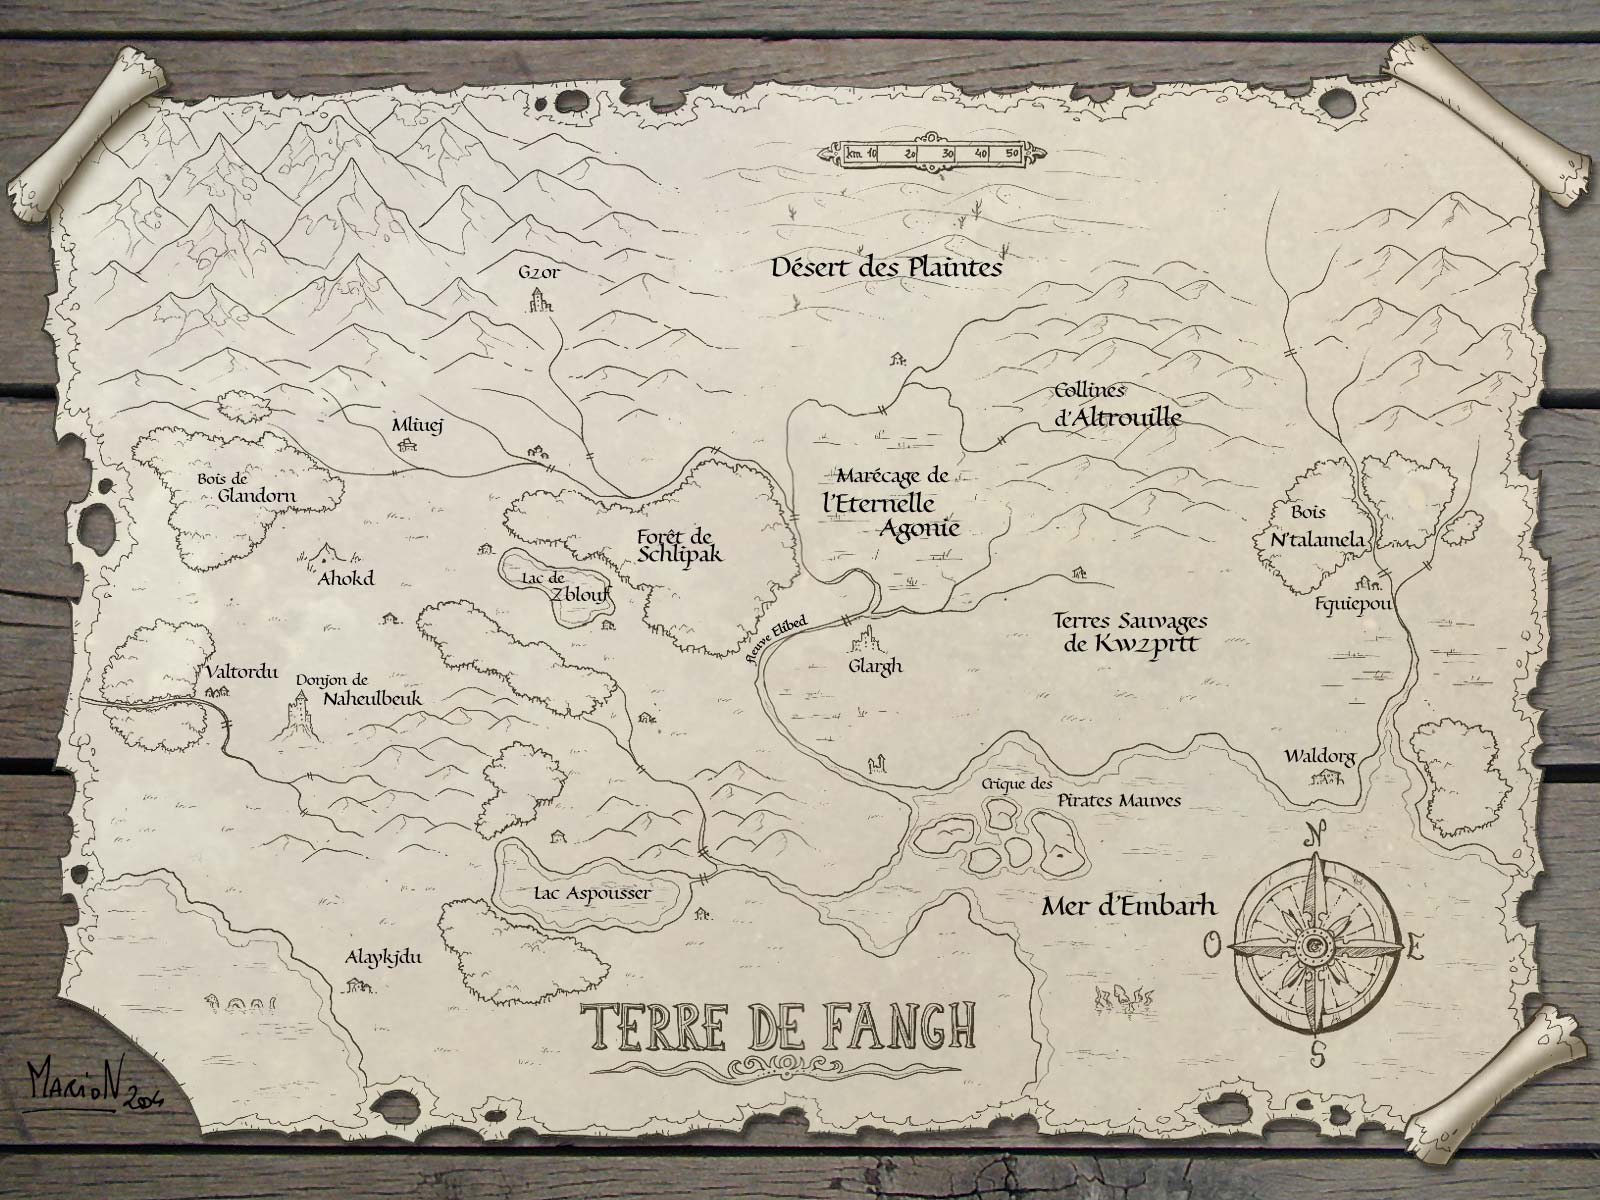 km 10 20 30 40 50
Gzor
Désert des Plaintes
Mliuej
Collines
d'Altrouille
Bois de
Glandorn
Marécage de
l'Eternelle
Agonie
Forêt de
Schlipak
Bois
N'talamela
Ahokd
Lac de
Zblouf
Fquiepou
fleuve Elibed
Glargh
Terres Sauvages
de Kwzprtt
Valtordu
Donjon de
Naheulbeuk
Waldorg
Crique des
Pirates Mauves
N
Lac Aspousser
Mer d'Embarh
O
E
Alaykjdu
TERRE DE FANGH
S
MARION 2004